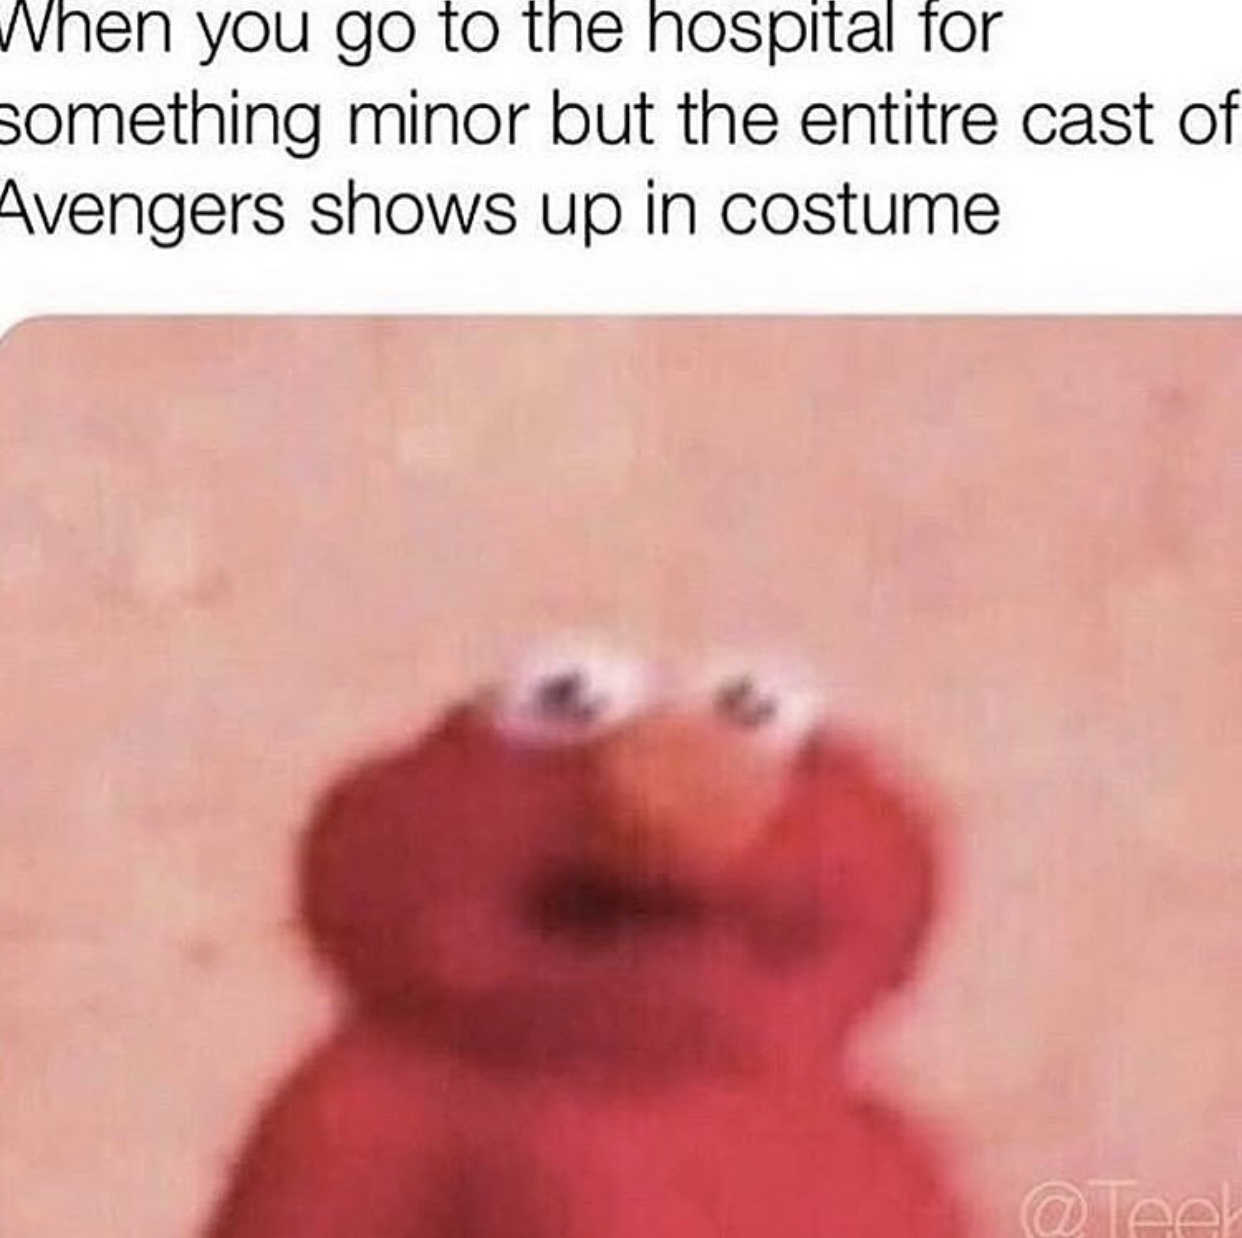 When you go to the hospital for
something minor but the entitre cast of
Avengers shows up in costume